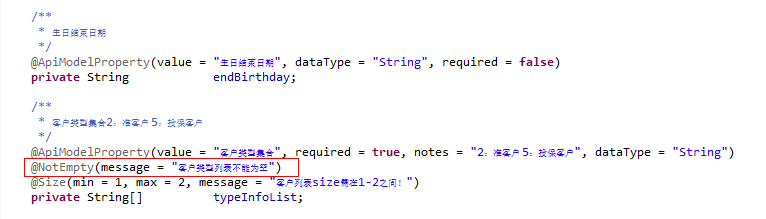 /**
 * 生日结束日期
 */
@ApiModelProperty(value = "生日结束日期", dataType = "String", required = false)
private String endBirthday;
/**
 * 客户类型集合2：准客户 5：投保客户
 */
@ApiModelProperty(value = "客户类型集合", required = true, notes = "2：准客户 5：投保客户", dataType = "String")
@NotEmpty(message = "客户类型列表不能为空")
@Size(min = 1, max = 2, message = "客户列表size需在1-2之间！")
private String[] typeInfoList;